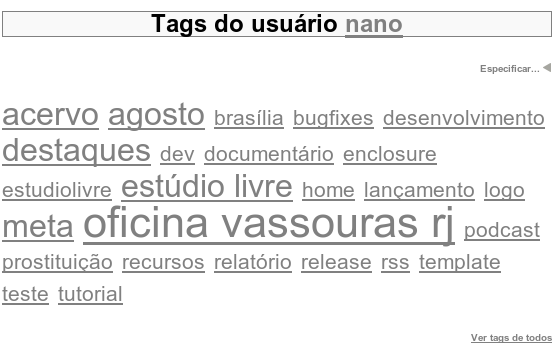 Tags do usuário nano
Especificar...
acervo agosto brasília bugfixes desenvolvimento
destaques dev documentário enclosure
estudiolivre estúdio livre home lançamento logo
meta oficina vassouras rj podcast
prostituição recursos relatório release rss template
teste tutorial
Ver tags de todos